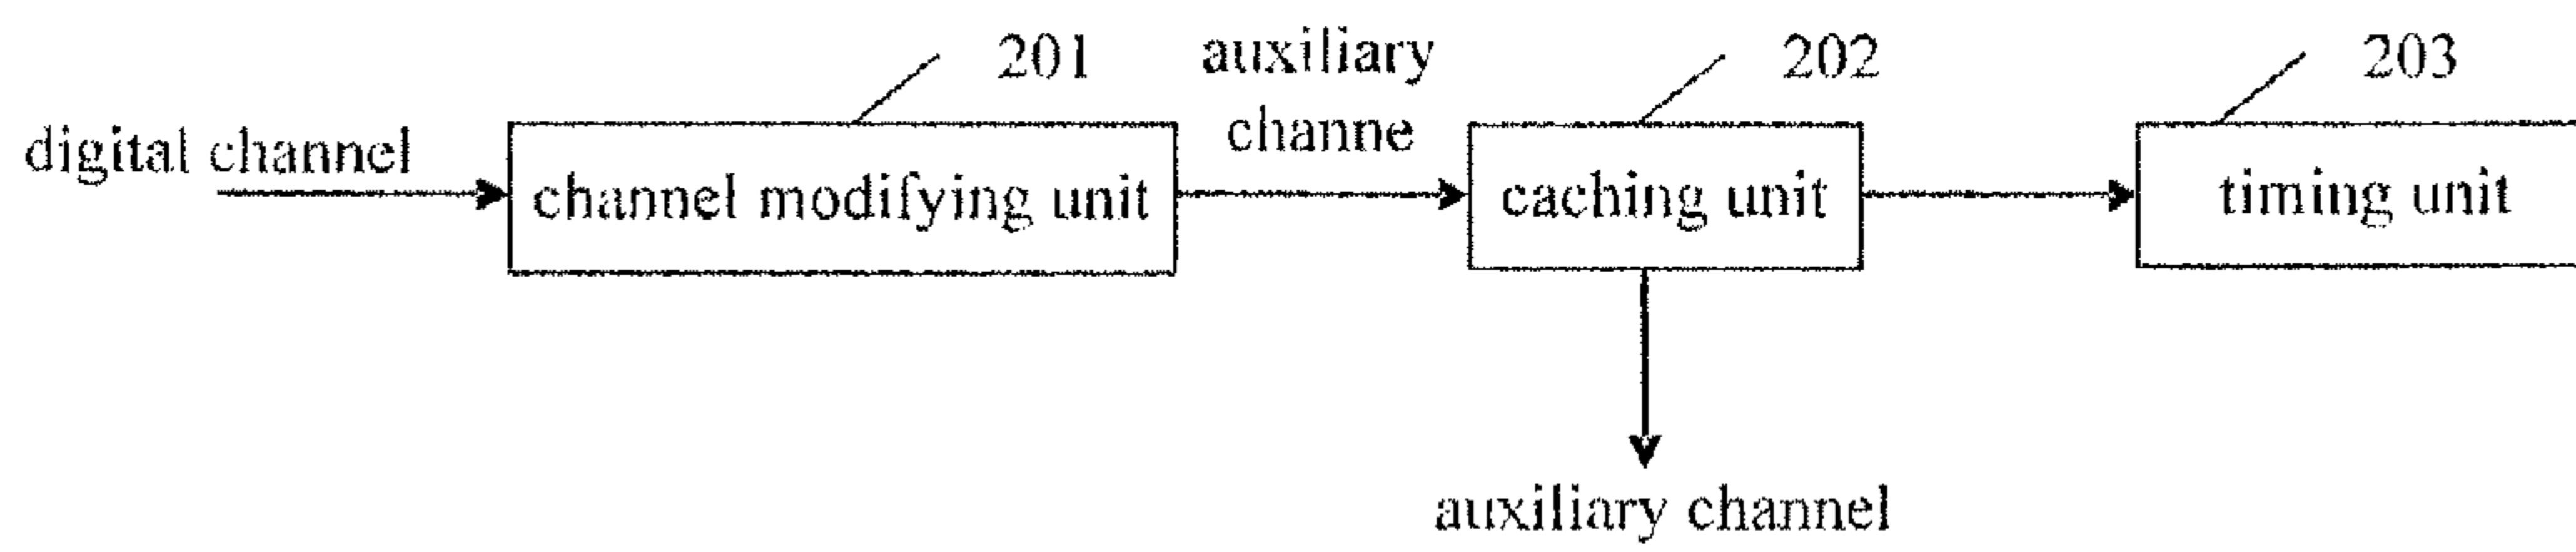 201
auxiliary
channe
202
203
digital channel
channel modifying unit
caching unit
timing unit
auxiliary channel